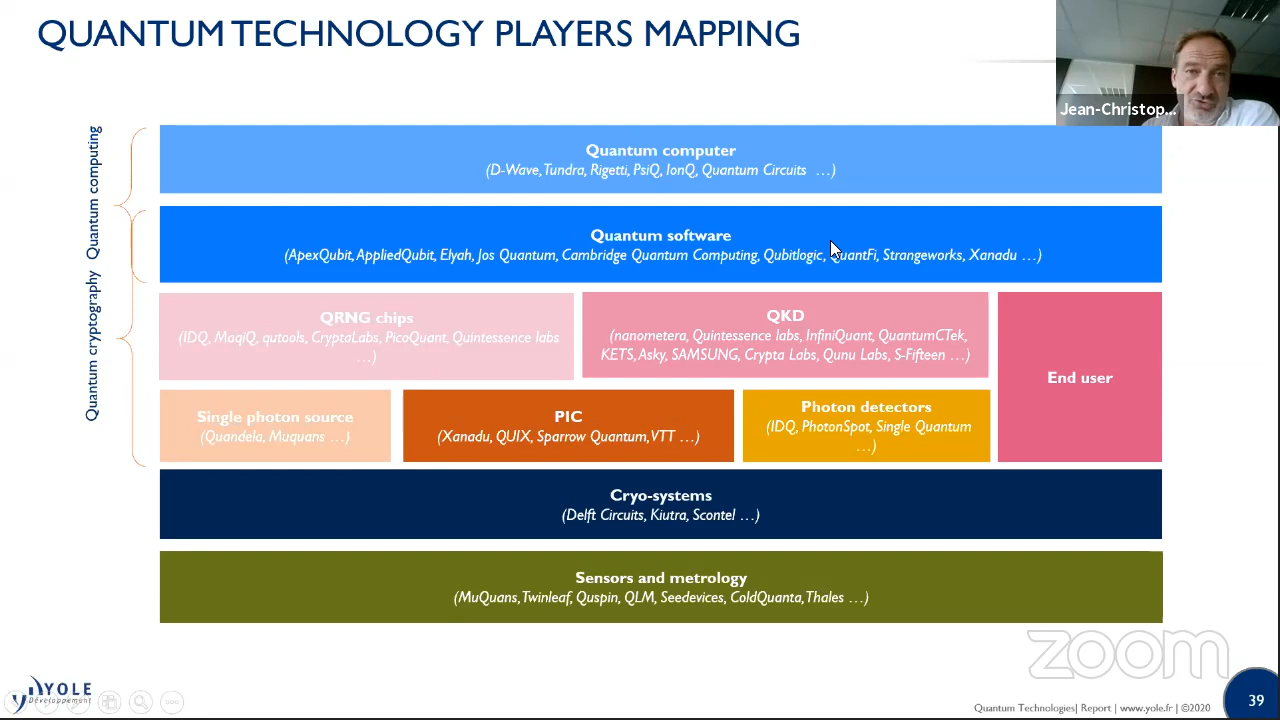 QUANTUM TECHNOLOGY PLAYERS MAPPING
Jean-Christop...
Quantum computing
Quantum cryptography
Quantum computer
(D-Wave, Tundra, Rigetti, PsiQ, IonQ, Quantum Circuits …)
Quantum software
(ApexQubit, AppliedQubit, Elyah, Jos Quantum, Cambridge Quantum Computing, Qubitlogic, QuantFi, Strangeworks, Xanadu …)
QRNG chips
(IDQ, MaqiQ, qutools, CryptaLabs, PicoQuant, Quintessence labs
…)
QKD
(nanometera, Quintessence labs, InfiniQuant, QuantumCTek,
KETS, Asky, SAMSUNG, Crypta Labs, Qunu Labs, S-Fifteen …)
End user
Single photon source
(Quandela, Muquans …)
PIC
(Xanadu, QUIX, Sparrow Quantum, VTT …)
Photon detectors
(IDQ, PhotonSpot, Single Quantum
…)
Cryo-systems
(Delft Circuits, Kiutra, Scontel …)
Sensors and metrology
(MuQuans, Twinleaf, Quspin, QLM, Seedevices, ColdQuanta, Thales …)
zoom
YOLE
Développement
Quantum Technologies| Report | www.yole.fr | ©2020
39